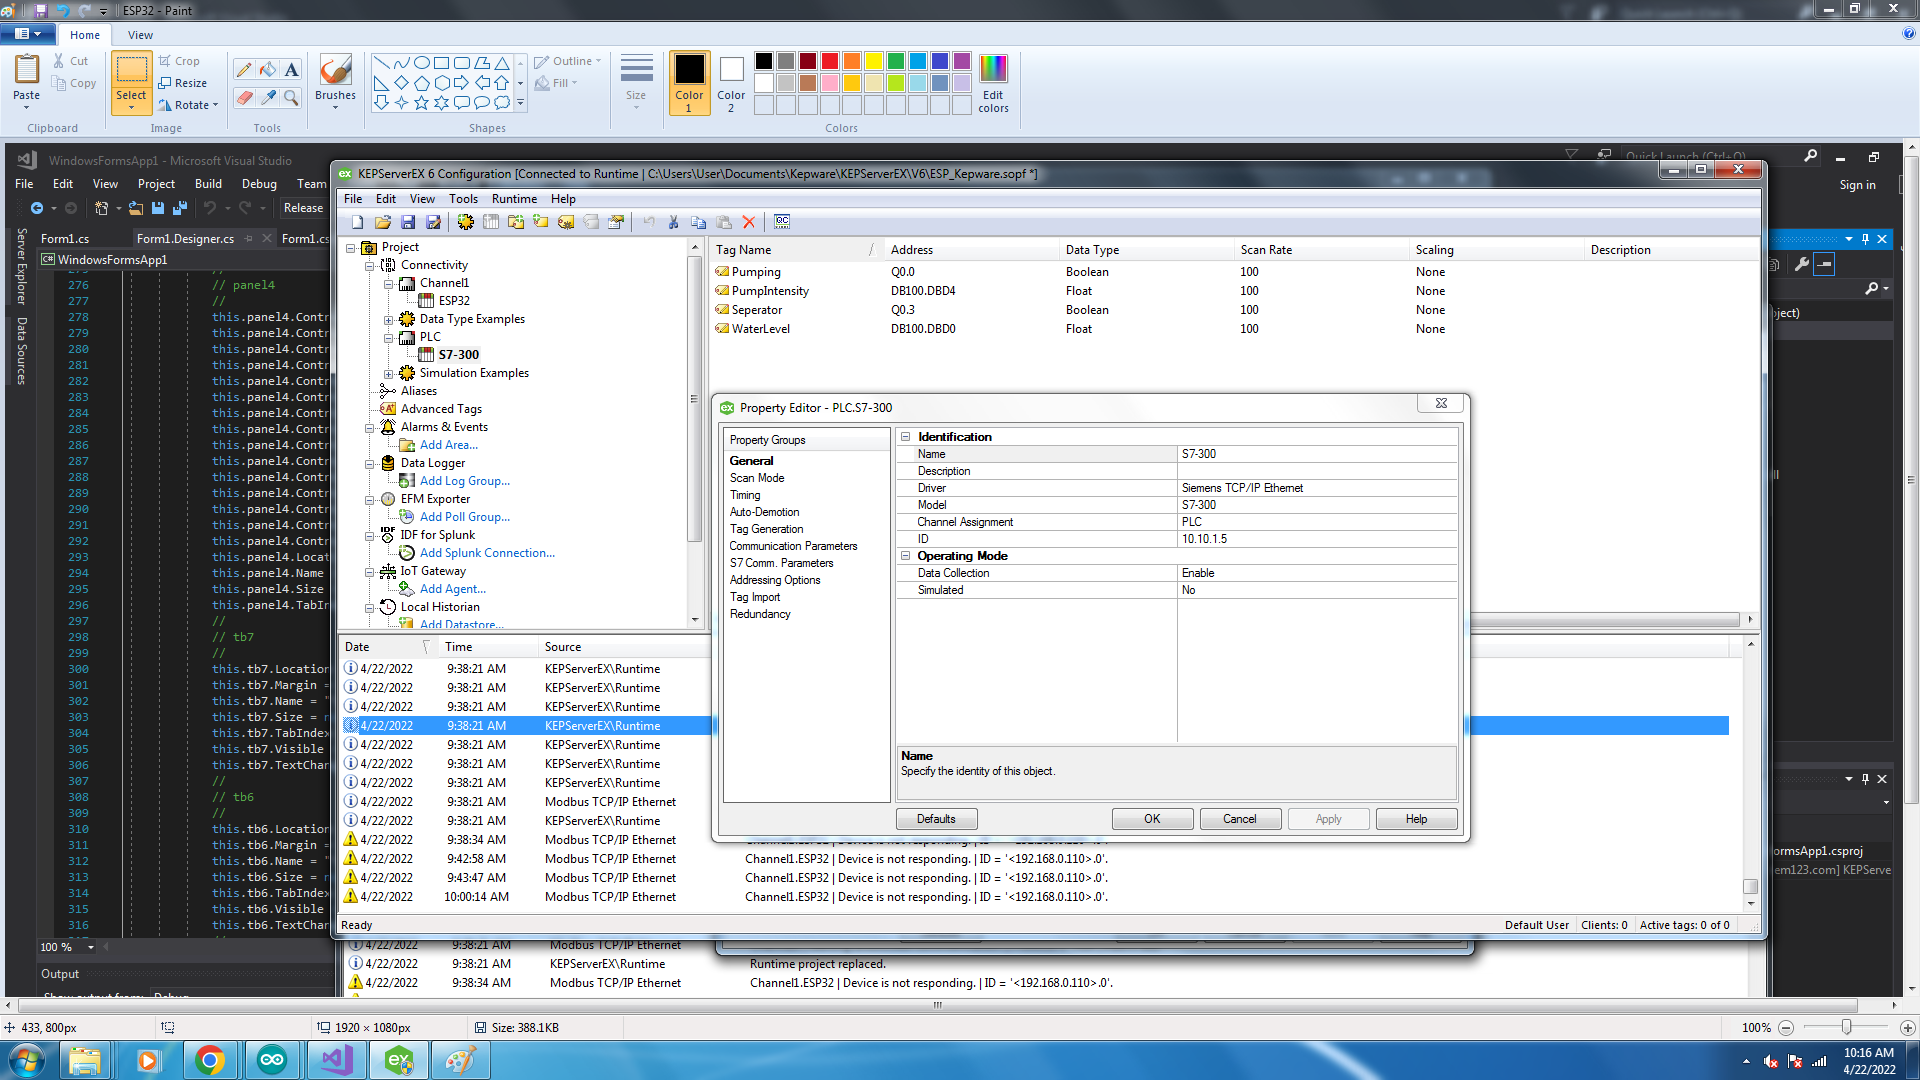 ESP32 - Paint
Home
View
Paste
Cut
Copy
Clipboard
Select
Crop
Resize
Rotate
Image
Tools
Brushes
Shapes
Outline
Fill
Size
Color 1
Color 2
Edit colors
Colors
WindowsFormsApp1 - Microsoft Visual Studio
Quick Launch (Ctrl+Q)
File Edit View Project Build Debug Team
Sign in
Release
Server Explorer
Data Sources
Form1.cs
Form1.Designer.cs
Form1.cs
WindowsFormsApp1
276 // panel4
277 //
278 this.panel4.Contr
279 this.panel4.Contr
280 this.panel4.Contr
281 this.panel4.Contr
282 this.panel4.Contr
283 this.panel4.Contr
284 this.panel4.Contr
285 this.panel4.Contr
286 this.panel4.Contr
287 this.panel4.Contr
288 this.panel4.Contr
289 this.panel4.Contr
290 this.panel4.Contr
291 this.panel4.Contr
292 this.panel4.Contr
293 this.panel4.Locat
294 this.panel4.Name
295 this.panel4.Size
296 this.panel4.TabIn
297 //
298 // tb7
299 //
300 this.tb7.Location
301 this.tb7.Margin =
302 this.tb7.Name = "
303 this.tb7.Size = n
304 this.tb7.TabIndex
305 this.tb7.Visible
306 this.tb7.TextChan
307 //
308 // tb6
309 //
310 this.tb6.Location
311 this.tb6.Margin =
312 this.tb6.Name = "
313 this.tb6.Size = n
314 this.tb6.TabIndex
315 this.tb6.Visible
316 this.tb6.TextChan
100 %
Output
Show output from: Debug
KEPServerEX 6 Configuration [Connected to Runtime | C:\Users\User\Documents\Kepware\KEPServerEX\V6\ESP_Kepware.sopf *]
File Edit View Tools Runtime Help
QC
Project
Connectivity
Channel1
ESP32
Data Type Examples
PLC
S7-300
Simulation Examples
Aliases
Advanced Tags
Alarms & Events
Add Area...
Data Logger
Add Log Group...
EFM Exporter
Add Poll Group...
IDF for Splunk
Add Splunk Connection...
IoT Gateway
Add Agent...
Local Historian
Add Datastore...
Tag Name Address Data Type Scan Rate Scaling Description
Pumping Q0.0 Boolean 100 None
PumpIntensity DB100.DBD4 Float 100 None
Seperator Q0.3 Boolean 100 None
WaterLevel DB100.DBD0 Float 100 None
Property Editor - PLC.S7-300
Property Groups
General
Scan Mode
Timing
Auto-Demotion
Tag Generation
Communication Parameters
S7 Comm. Parameters
Addressing Options
Tag Import
Redundancy
Identification
Name S7-300
Description
Driver Siemens TCP/IP Ethernet
Model S7-300
Channel Assignment PLC
ID 10.10.1.5
Operating Mode
Data Collection Enable
Simulated No
Name
Specify the identity of this object.
Defaults OK Cancel Apply Help
Date Time Source
4/22/2022 9:38:21 AM KEPServerEX\Runtime
4/22/2022 9:38:21 AM KEPServerEX\Runtime
4/22/2022 9:38:21 AM KEPServerEX\Runtime
4/22/2022 9:38:21 AM KEPServerEX\Runtime
4/22/2022 9:38:21 AM KEPServerEX\Runtime
4/22/2022 9:38:21 AM KEPServerEX\Runtime
4/22/2022 9:38:21 AM KEPServerEX\Runtime
4/22/2022 9:38:21 AM Modbus TCP/IP Ethernet
4/22/2022 9:38:21 AM KEPServerEX\Runtime
4/22/2022 9:38:34 AM Modbus TCP/IP Ethernet
4/22/2022 9:42:58 AM Modbus TCP/IP Ethernet Channel1.ESP32 | Device is not responding. | ID = '<192.168.0.110>.0'.
4/22/2022 9:43:47 AM Modbus TCP/IP Ethernet Channel1.ESP32 | Device is not responding. | ID = '<192.168.0.110>.0'.
4/22/2022 10:00:14 AM Modbus TCP/IP Ethernet Channel1.ESP32 | Device is not responding. | ID = '<192.168.0.110>.0'.
Ready
Default User Clients: 0 Active tags: 0 of 0
4/22/2022 9:38:21 AM Modbus TCP/IP Ethernet
4/22/2022 9:38:21 AM KEPServerEX\Runtime Runtime project replaced.
4/22/2022 9:38:34 AM Modbus TCP/IP Ethernet Channel1.ESP32 | Device is not responding. | ID = '<192.168.0.110>.0'.
ject)
ormsApp1.csproj
em123.com] KEPServe
433, 800px
1920 × 1080px
Size: 388.1KB
100%
10:16 AM
4/22/2022